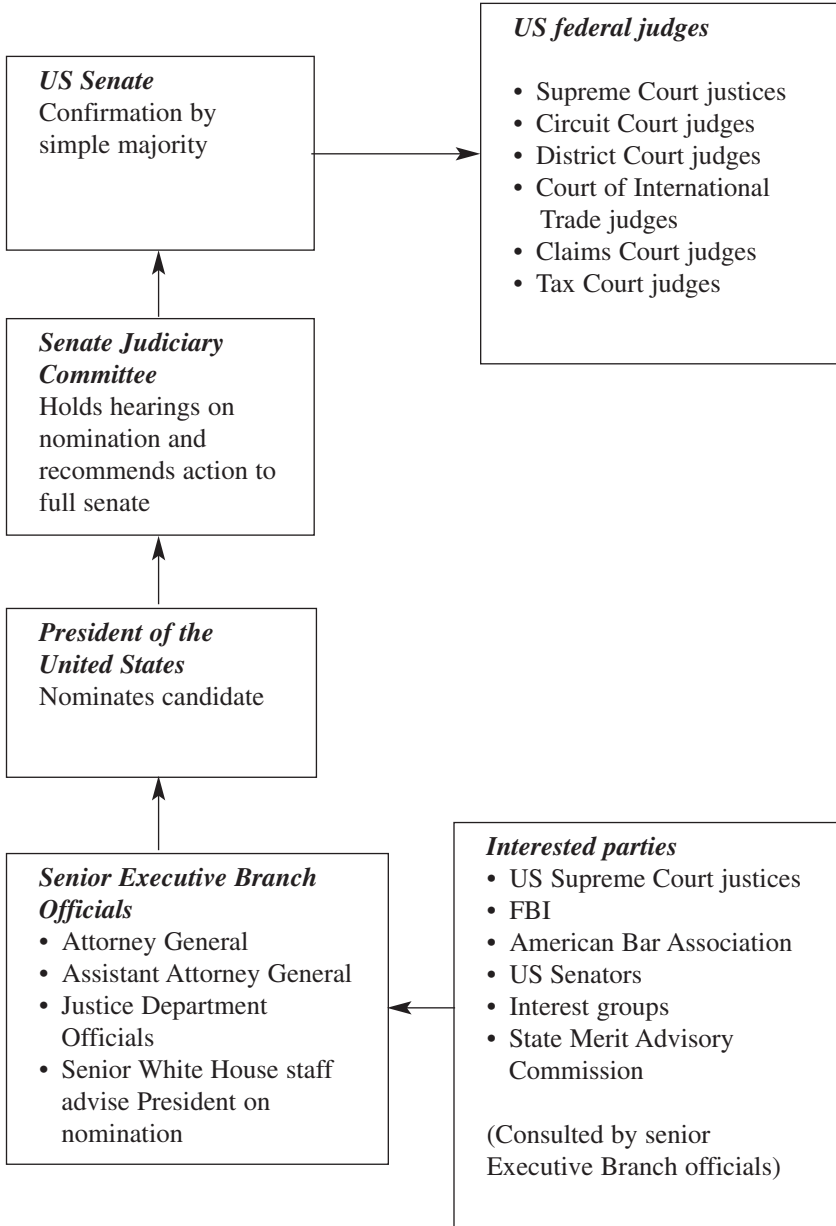 US federal judges
• Supreme Court justices
• Circuit Court judges
• District Court judges
• Court of International
Trade judges
• Claims Court judges
• Tax Court judges
US Senate
Confirmation by
simple majority
Senate Judiciary
Committee
Holds hearings on
nomination and
recommends action to
full senate
President of the
United States
Nominates candidate
Senior Executive Branch
Officials
• Attorney General
• Assistant Attorney General
• Justice Department
Officials
• Senior White House staff
advise President on
nomination
Interested parties
• US Supreme Court justices
• FBI
• American Bar Association
• US Senators
• Interest groups
• State Merit Advisory
Commission
(Consulted by senior
Executive Branch officials)